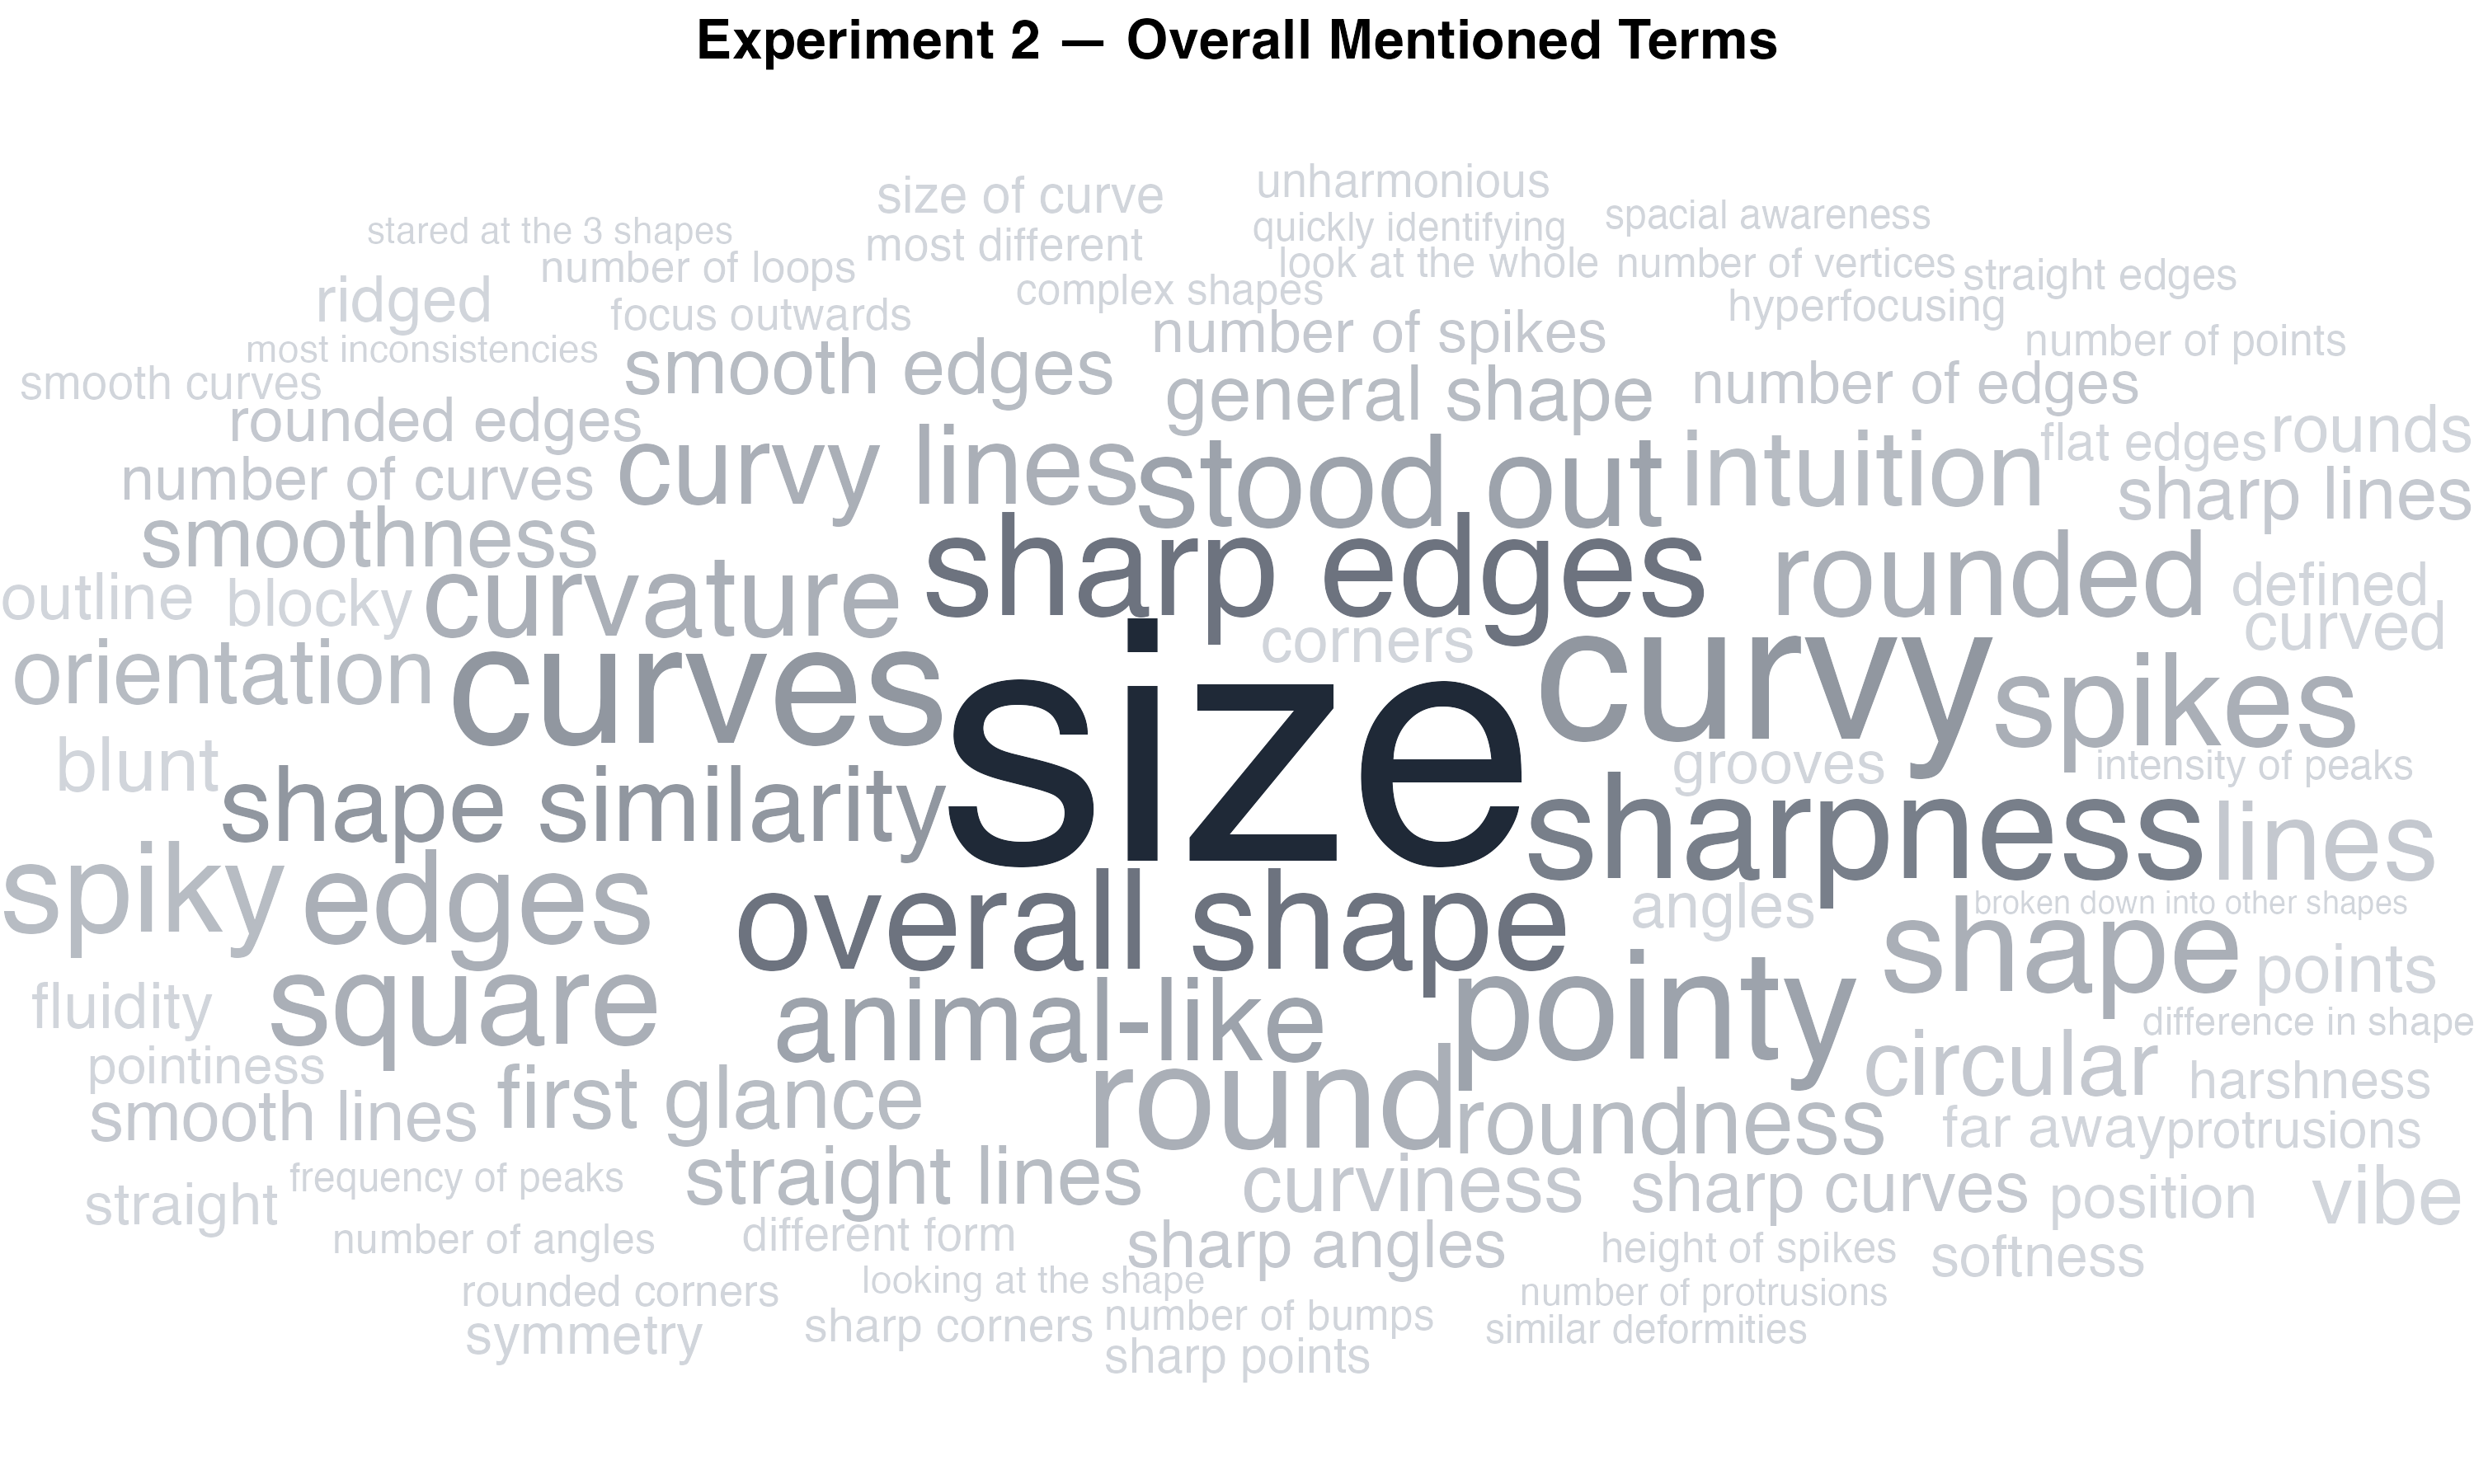 Experiment 2 — Overall Mentioned Terms
unharmonious
size of curve
spacial awareness
stared at the 3 shapes
quickly identifying
most different
number of loops
look at the whole
number of vertices
straight edges
complex shapes
ridged
focus outwards
hyperfocusing
number of spikes
number of points
most inconsistencies
smooth edges
smooth curves
general shape
number of edges
rounded edges
flat edges
rounds
number of curves
curvy lines
stood out
intuition
sharp lines
smoothness
sharp edges
rounded
outline
blocky
curvature
defined
corners
curved
orientation
curves
size
curvy
spikes
blunt
grooves
intensity of peaks
shape similarity
sharpness
lines
spiky
edges
overall shape
angles
broken down into other shapes
shape
points
fluidity
square
animal-like
pointy
difference in shape
pointiness
circular
harshness
smooth lines
first glance
round
roundness
far away
protrusions
straight
frequency of peaks
straight lines
curviness
sharp curves
position
vibe
number of angles
different form
sharp angles
height of spikes
softness
rounded corners
looking at the shape
number of protrusions
symmetry
sharp corners
number of bumps
similar deformities
sharp points